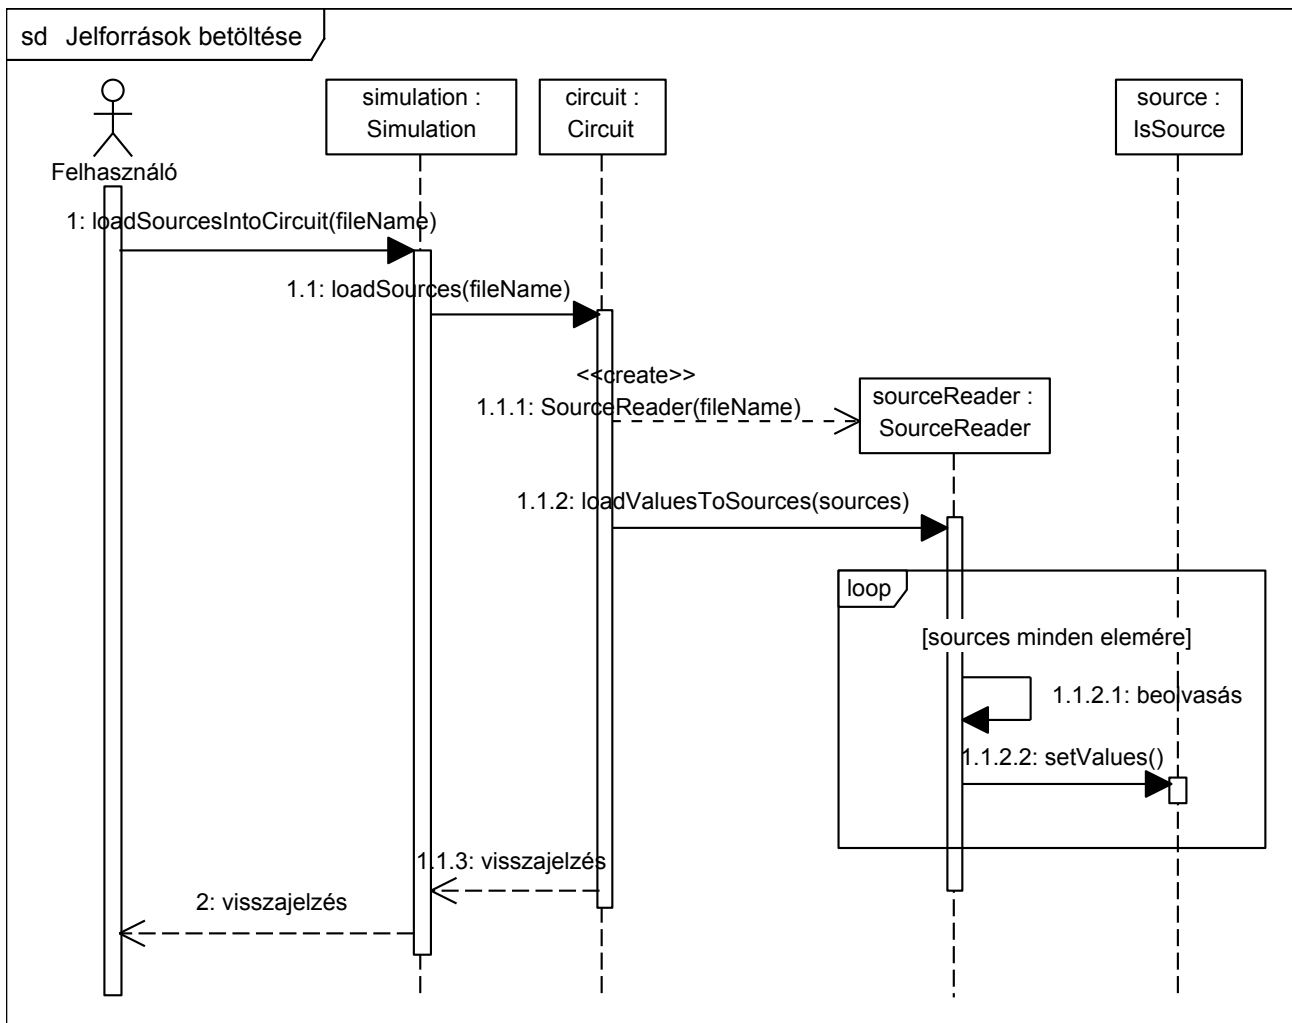 sd Jelforrások betöltése
simulation :
Simulation
circuit :
Circuit
source :
IsSource
Felhasználó
1: loadSourcesIntoCircuit(fileName)
1.1: loadSources(fileName)
<<create>>
1.1.1: SourceReader(fileName)
sourceReader :
SourceReader
1.1.2: loadValuesToSources(sources)
loop
[sources minden elemére]
1.1.2.1: beolvasás
1.1.2.2: setValues()
1.1.3: visszajelzés
2: visszajelzés